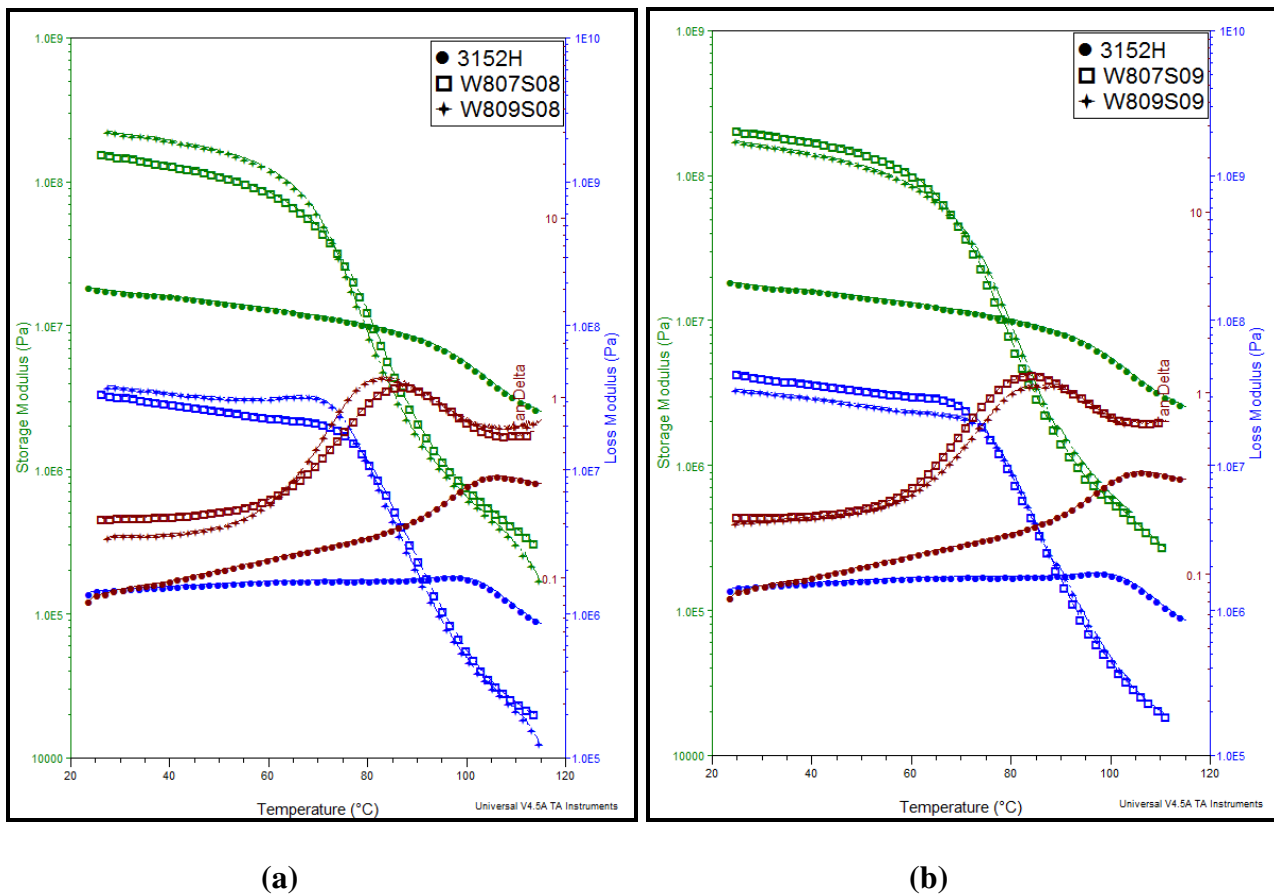 1.0E9
1E10
3152H
W807S08
W809S08
1.0E8
1.0E9
10
Storage Modulus (Pa)
1.0E7
1.0E8
Loss Modulus (Pa)
Tan Delta
1
1.0E6
1.0E7
0.1
1.0E5
1.0E6
10000
1.0E5
20 40 60 80 100 120
Temperature (°C)
Universal V4.5A TA Instruments
(a)
1.0E9
1E10
3152H
W807S09
W809S09
1.0E8
1.0E9
10
Storage Modulus (Pa)
1.0E7
1.0E8
Loss Modulus (Pa)
Tan Delta
1
1.0E6
1.0E7
0.1
1.0E5
1.0E6
10000
1.0E5
20 40 60 80 100 120
Temperature (°C)
Universal V4.5A TA Instruments
(b)